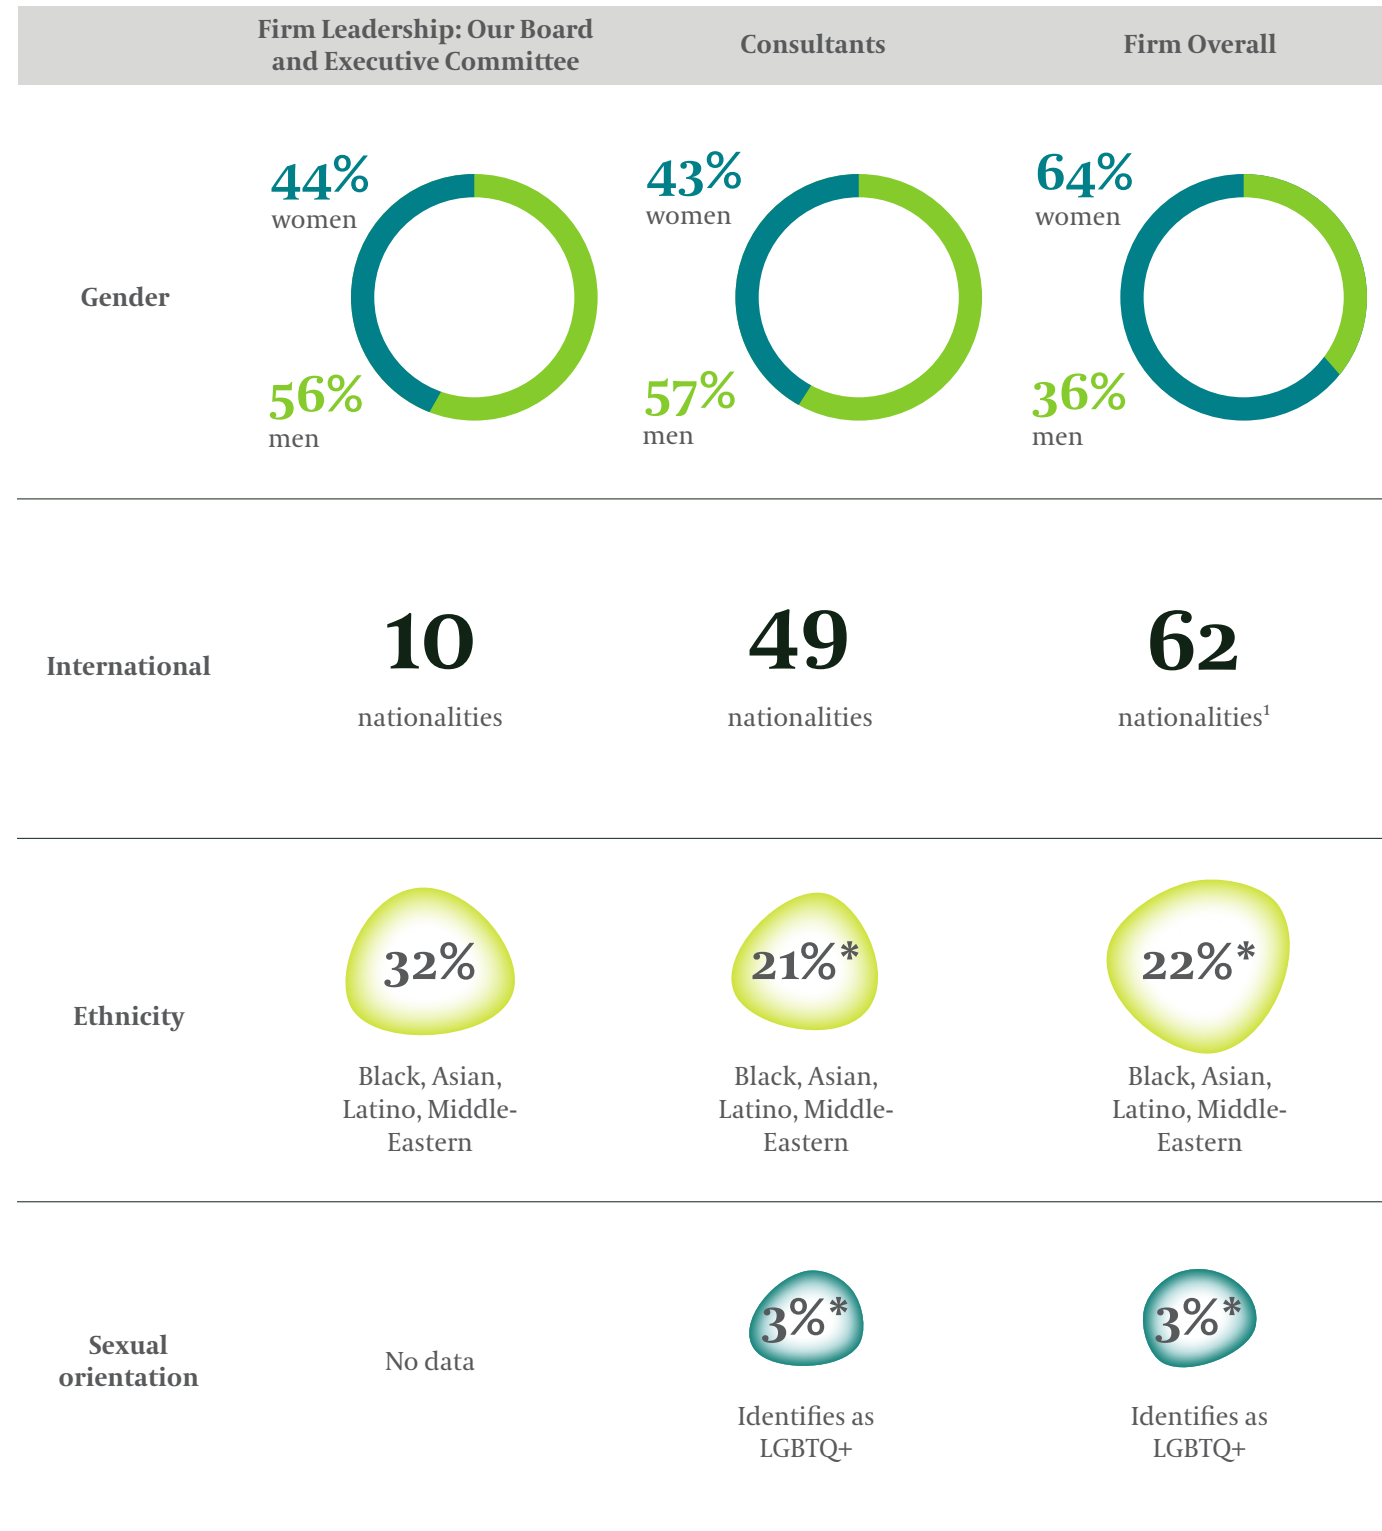 Firm Leadership: Our Board
and Executive Committee
Consultants
Firm Overall
Gender
44%
women
56%
men
43%
women
57%
men
64%
women
36%
men
International
10
nationalities
49
nationalities
62
nationalities¹
Ethnicity
32%
Black, Asian,
Latino, Middle-
Eastern
21%*
Black, Asian,
Latino, Middle-
Eastern
22%*
Black, Asian,
Latino, Middle-
Eastern
Sexual
orientation
No data
3%*
Identifies as
LGBTQ+
3%*
Identifies as
LGBTQ+